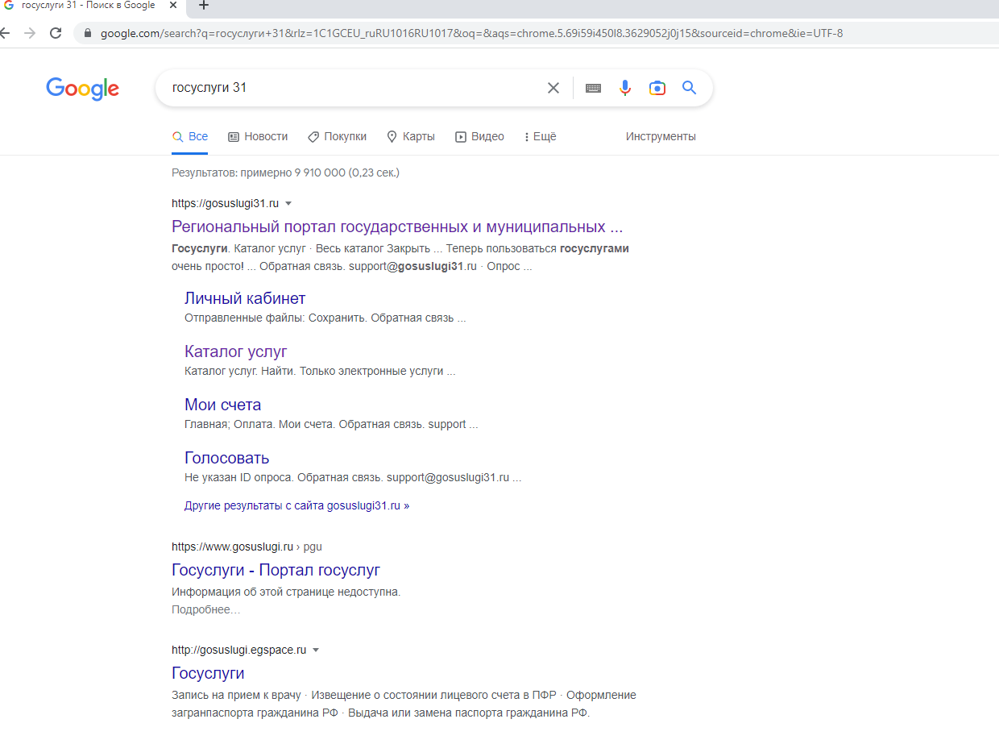 госуслуги 31 - Поиск в Google
google.com/search?q=госуслуги+31&rlz=1C1GCEU_ruRU1016RU1017&oq=&aqs=chrome.5.69i59i450l8.3629052j0j15&sourceid=chrome&ie=UTF-8
Google
госуслуги 31
Все Новости Покупки Карты Видео Ещё Инструменты
Результатов: примерно 9 910 000 (0,23 сек.)
https://gosuslugi31.ru
Региональный портал государственных и муниципальных ...
Госуслуги. Каталог услуг · Весь каталог Закрыть ... Теперь пользоваться госуслугами
очень просто! ... Обратная связь. support@gosuslugi31.ru · Опрос ...
Личный кабинет
Отправленные файлы: Сохранить. Обратная связь ...
Каталог услуг
Каталог услуг. Найти. Только электронные услуги ...
Мои счета
Главная; Оплата. Мои счета. Обратная связь. support ...
Голосовать
Не указан ID опроса. Обратная связь. support@gosuslugi31.ru ...
Другие результаты с сайта gosuslugi31.ru »
https://www.gosuslugi.ru › pgu
Госуслуги - Портал госуслуг
Информация об этой странице недоступна.
Подробнее…
http://gosuslugi.egspace.ru
Госуслуги
Запись на прием к врачу · Извещение о состоянии лицевого счета в ПФР · Оформление
загранпаспорта гражданина РФ · Выдача или замена паспорта гражданина РФ.